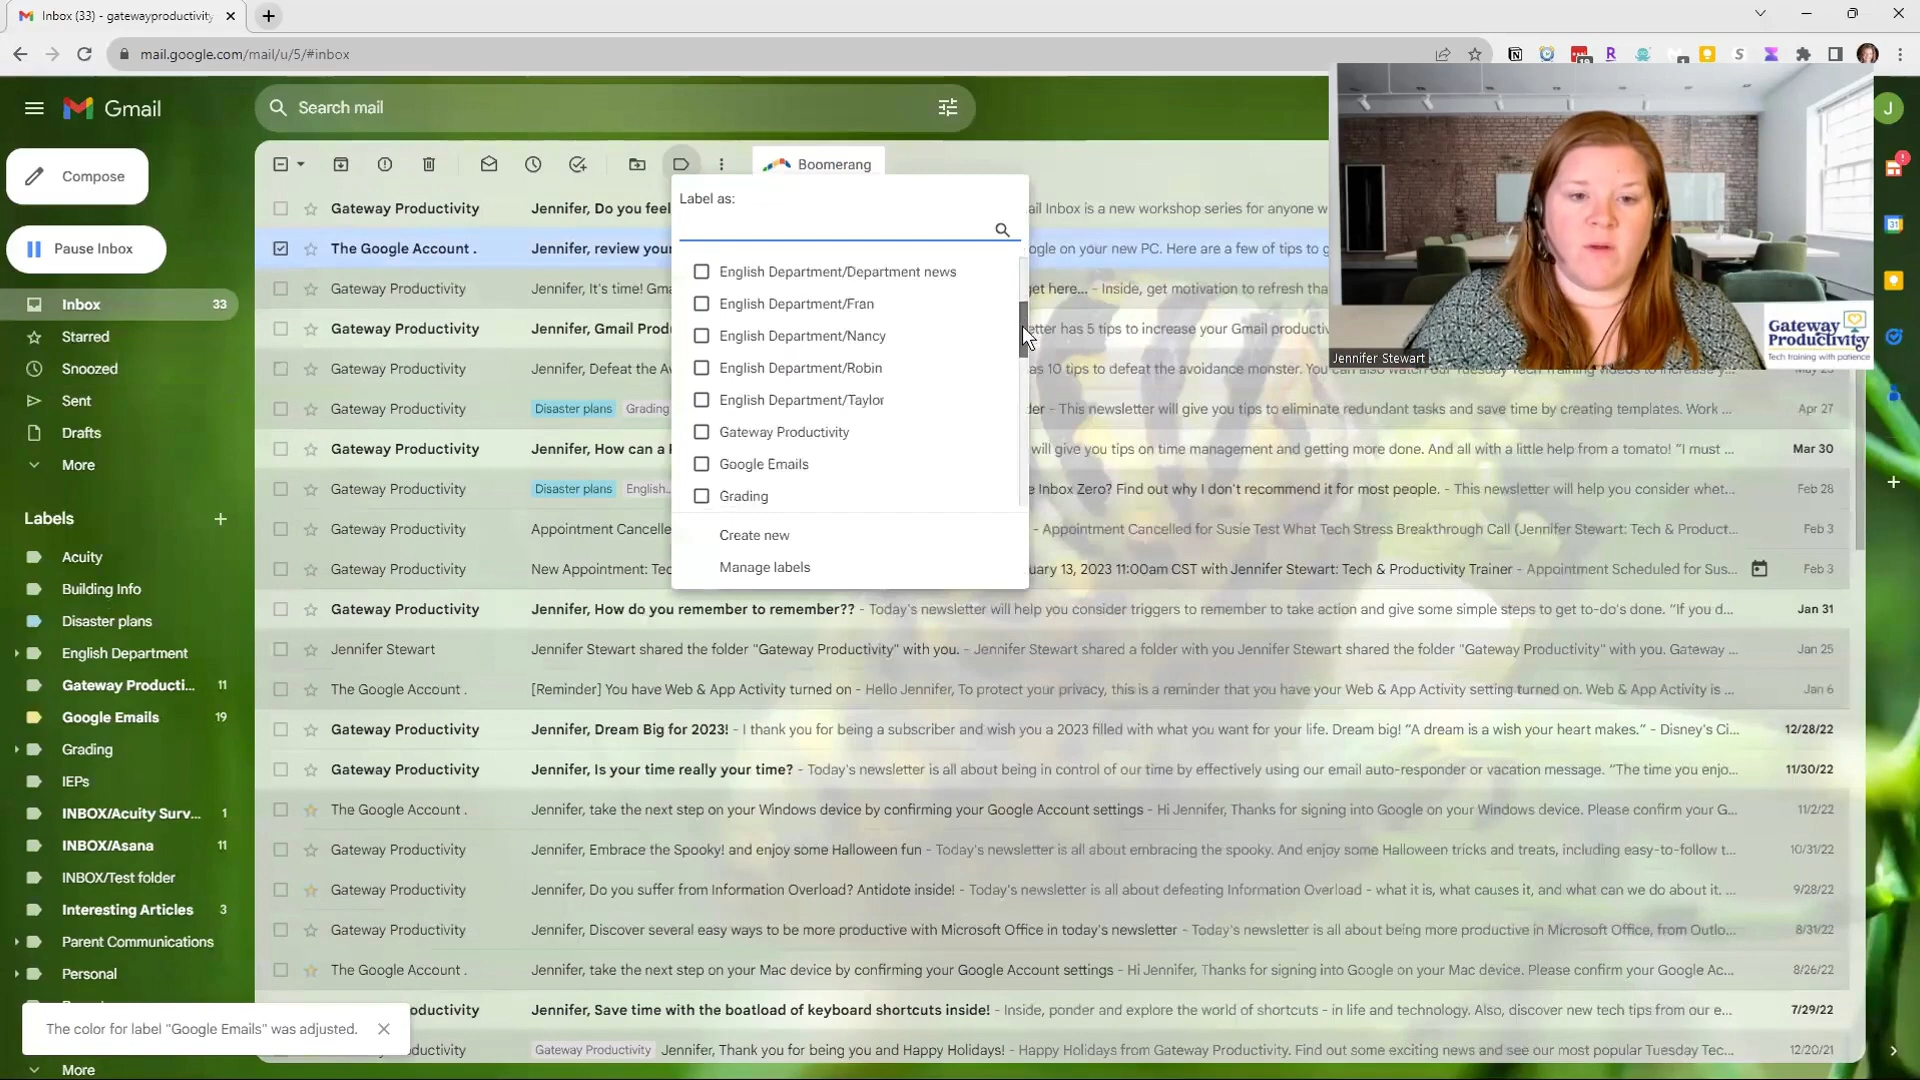 Inbox (33) - gatewayproductivity
mail.google.com/mail/u/5/#inbox
Gmail
Search mail
J
Compose
Boomerang
Pause Inbox
Label as:
Inbox 33
Starred
Snoozed
Sent
Drafts
More
Labels
Acuity
Building Info
Disaster plans
English Department
Gateway Producti... 11
Google Emails 19
Grading
IEPs
INBOX/Acuity Surv... 1
INBOX/Asana 11
INBOX/Test folder
Interesting Articles 3
Parent Communications
Personal
More
The color for label "Google Emails" was adjusted.
English Department/Department news
English Department/Fran
English Department/Nancy
English Department/Robin
English Department/Taylor
Gateway Productivity
Google Emails
Grading
Create new
Manage labels
Gateway Productivity Jennifer, Do you feel ail Inbox is a new workshop series for anyone w
The Google Account . Jennifer, review your ogle on your new PC. Here are a few of tips to g
Gateway Productivity Jennifer, It's time! Gma get here... - Inside, get motivation to refresh tha
Gateway Productivity Jennifer, Gmail Prod etter has 5 tips to increase your Gmail productiv
Gateway Productivity Jennifer, Defeat the Av as 10 tips to defeat the avoidance monster. You can also watch our Tuesday Tech Training videos to increase y...
Gateway Productivity Disaster plans Grading der - This newsletter will give you tips to eliminate redundant tasks and save time by creating templates. Work ... Apr 27
Gateway Productivity Jennifer, How can a will give you tips on time management and getting more done. And all with a little help from a tomato! “I must ... Mar 30
Gateway Productivity Disaster plans English... e Inbox Zero? Find out why I don't recommend it for most people. - This newsletter will help you consider whet... Feb 28
Gateway Productivity Appointment Cancelle - Appointment Cancelled for Susie Test What Tech Stress Breakthrough Call (Jennifer Stewart: Tech & Product... Feb 3
Gateway Productivity New Appointment: Tec uary 13, 2023 11:00am CST with Jennifer Stewart: Tech & Productivity Trainer - Appointment Scheduled for Sus... Feb 3
Gateway Productivity Jennifer, How do you remember to remember?? - Today's newsletter will help you consider triggers to remember to take action and give some simple steps to get to-do's done. “If you d... Jan 31
Jennifer Stewart Jennifer Stewart shared the folder "Gateway Productivity" with you. - Jennifer Stewart shared a folder with you Jennifer Stewart shared the folder "Gateway Productivity" with you. Gateway ... Jan 25
The Google Account . [Reminder] You have Web & App Activity turned on - Hello Jennifer, To protect your privacy, this is a reminder that you have your Web & App Activity setting turned on. Web & App Activity is ... Jan 6
Gateway Productivity Jennifer, Dream Big for 2023! - I thank you for being a subscriber and wish you a 2023 filled with what you want for your life. Dream big! “A dream is a wish your heart makes.” - Disney's Ci... 12/28/22
Gateway Productivity Jennifer, Is your time really your time? - Today's newsletter is all about being in control of our time by effectively using our email auto-responder or vacation message. “The time you enjo... 11/30/22
The Google Account . Jennifer, take the next step on your Windows device by confirming your Google Account settings - Hi Jennifer, Thanks for signing into Google on your Windows device. Please confirm your G... 11/2/22
Gateway Productivity Jennifer, Embrace the Spooky! and enjoy some Halloween fun - Today's newsletter is all about embracing the spooky. And enjoy some Halloween tricks and treats, including easy-to-follow t... 10/31/22
Gateway Productivity Jennifer, Do you suffer from Information Overload? Antidote inside! - Today's newsletter is all about defeating Information Overload - what it is, what causes it, and what can we do about it. ... 9/28/22
Gateway Productivity Jennifer, Discover several easy ways to be more productive with Microsoft Office in today's newsletter - Today's newsletter is all about being more productive in Microsoft Office, from Outlo... 8/31/22
The Google Account . Jennifer, take the next step on your Mac device by confirming your Google Account settings - Hi Jennifer, Thanks for signing into Google on your Mac device. Please confirm your Google Ac... 8/26/22
oductivity Jennifer, Save time with the boatload of keyboard shortcuts inside! - Inside, ponder and explore the world of shortcuts - in life and technology. Also, discover new tech tips from our e... 7/29/22
oductivity Gateway Productivity Jennifer, Thank you for being you and Happy Holidays! - Happy Holidays from Gateway Productivity. Find out some exciting news and see our most popular Tuesday Tec... 12/20/21
Jennifer Stewart
Gateway
Productivity
Tech training with patience